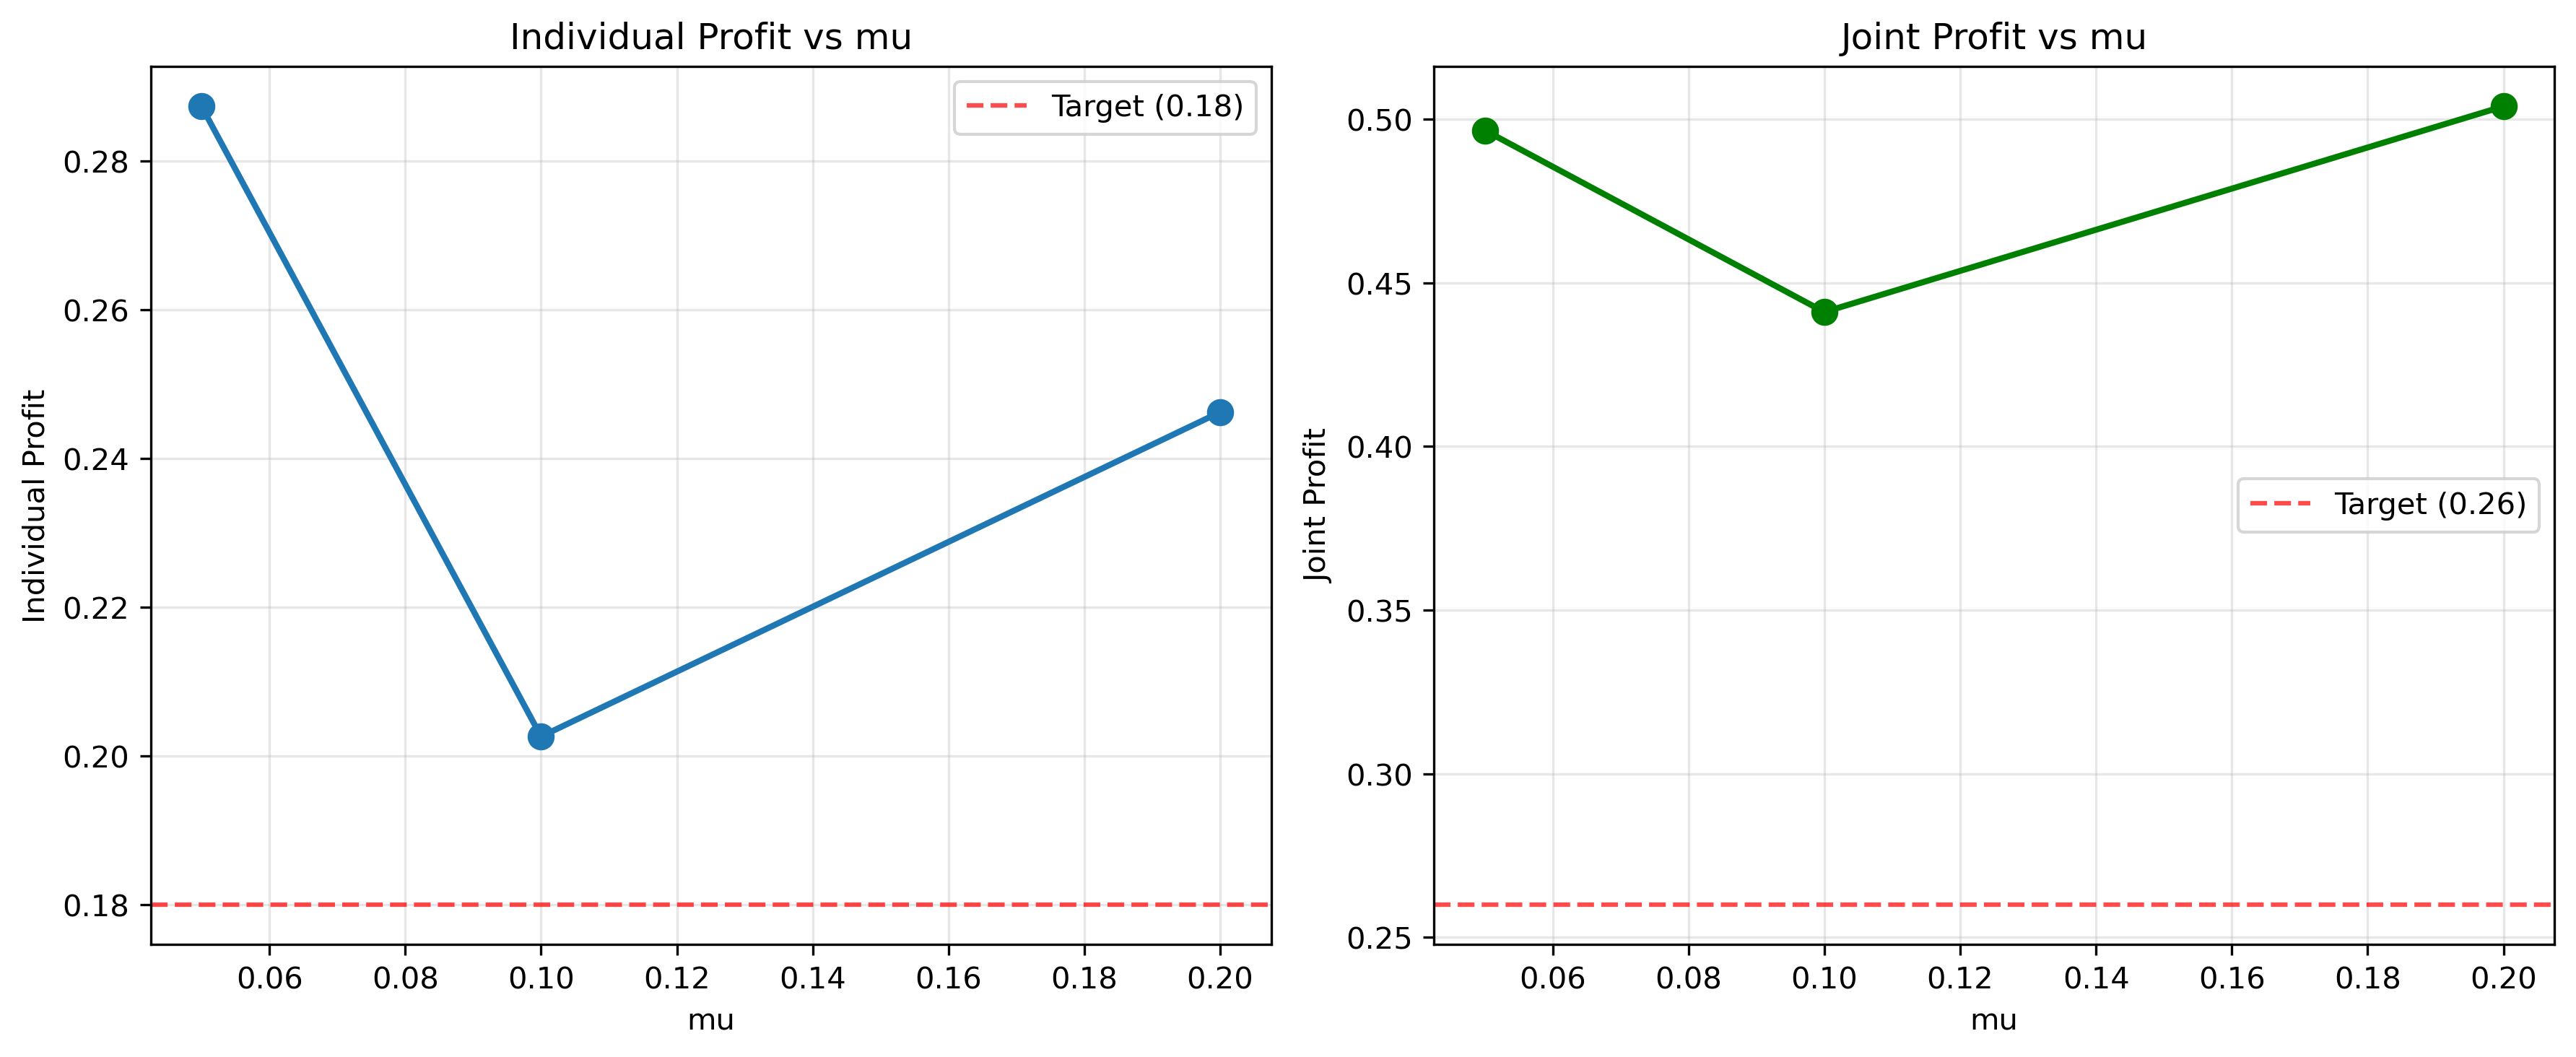 Individual Profit vs mu
Target (0.18)
Individual Profit
0.28
0.26
0.24
0.22
0.20
0.18
0.06 0.08 0.10 0.12 0.14 0.16 0.18 0.20
mu
Joint Profit vs mu
Target (0.26)
Joint Profit
0.50
0.45
0.40
0.35
0.30
0.25
0.06 0.08 0.10 0.12 0.14 0.16 0.18 0.20
mu